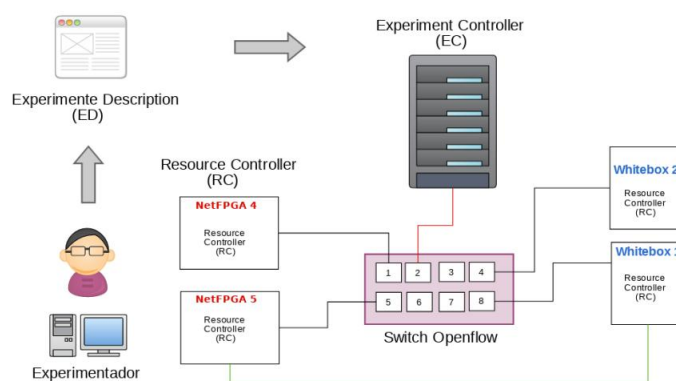 Experiment Controller
(EC)
Experimente Description
(ED)
Resource Controller
(RC)
NetFPGA 4
Resource
Controller
(RC)
Whitebox 2
Resource
Controller
(RC)
1
2
3
4
5
6
7
8
Whitebox 1
Resource
Controller
(RC)
NetFPGA 5
Resource
Controller
(RC)
Switch Openflow
Experimentador